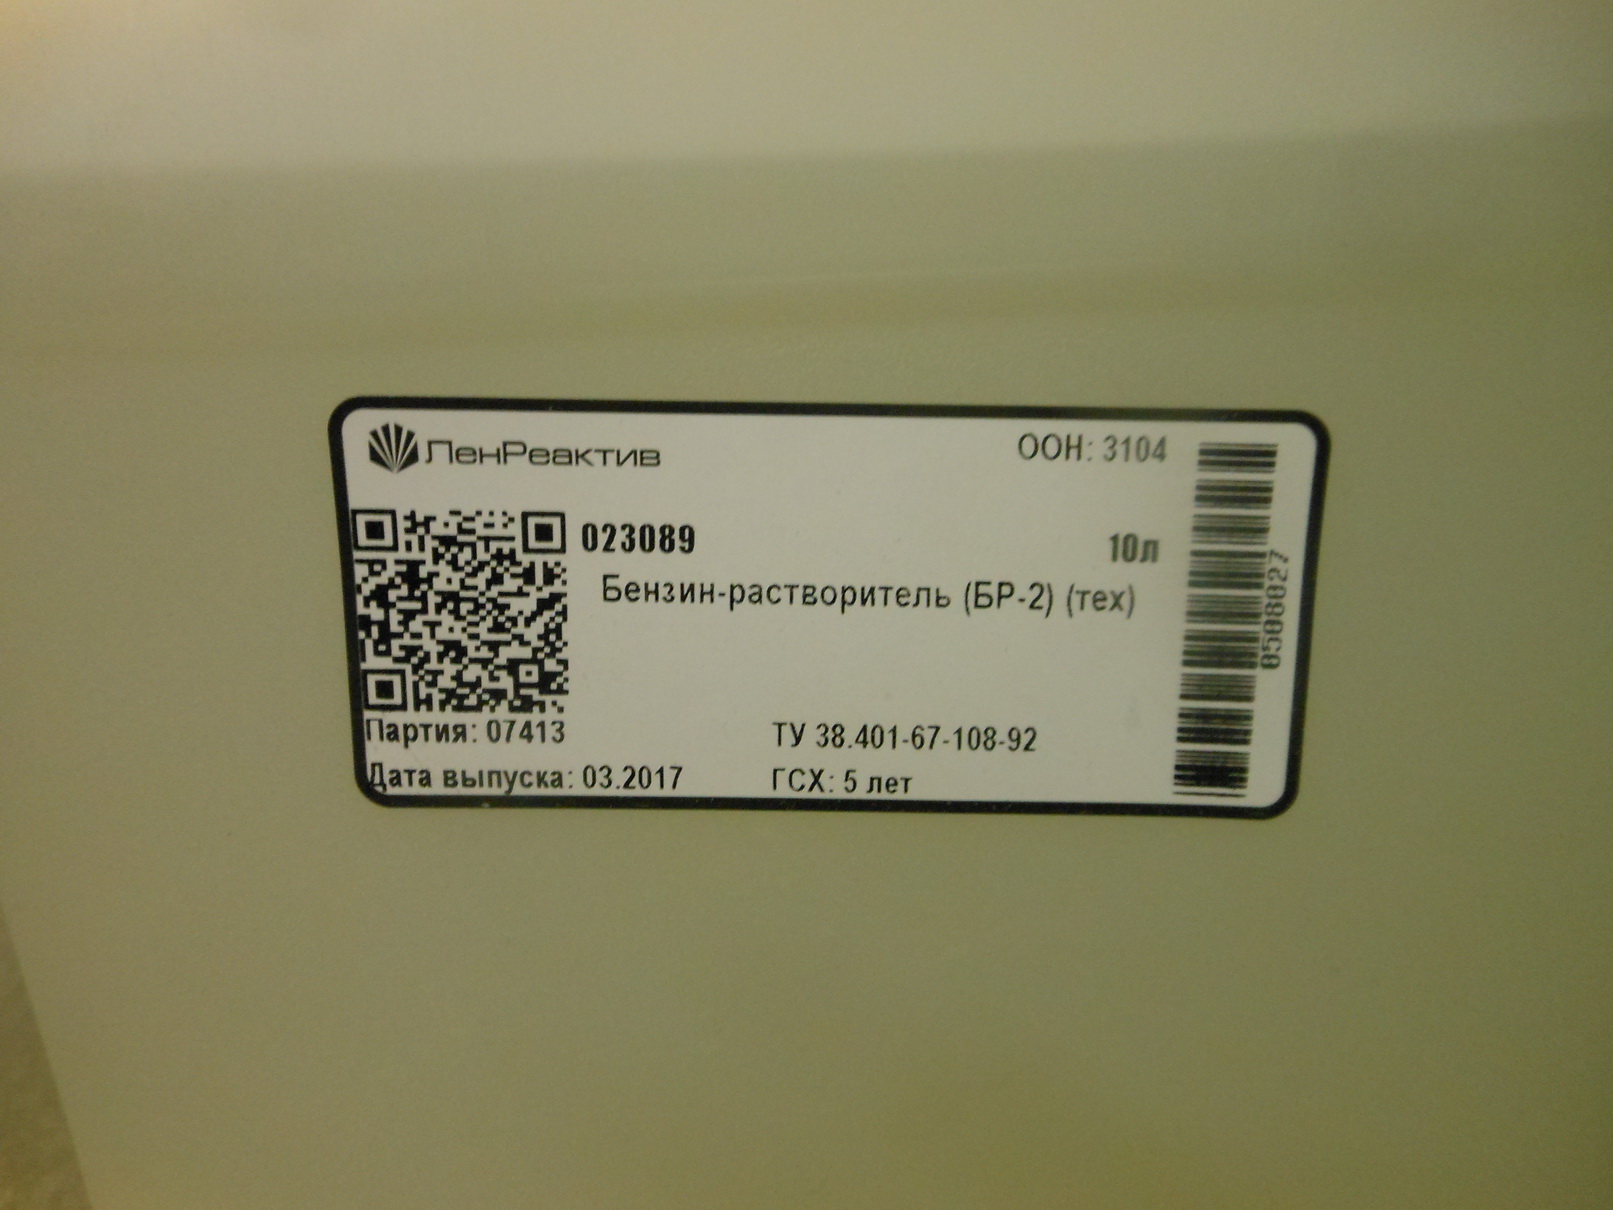 ЛенРеактив
ООН: 3104
023089
10л
Бензин-растворитель (БР-2) (тех)
0508027
Партия: 07413
ТУ 38.401-67-108-92
Дата выпуска: 03.2017
ГСХ: 5 лет